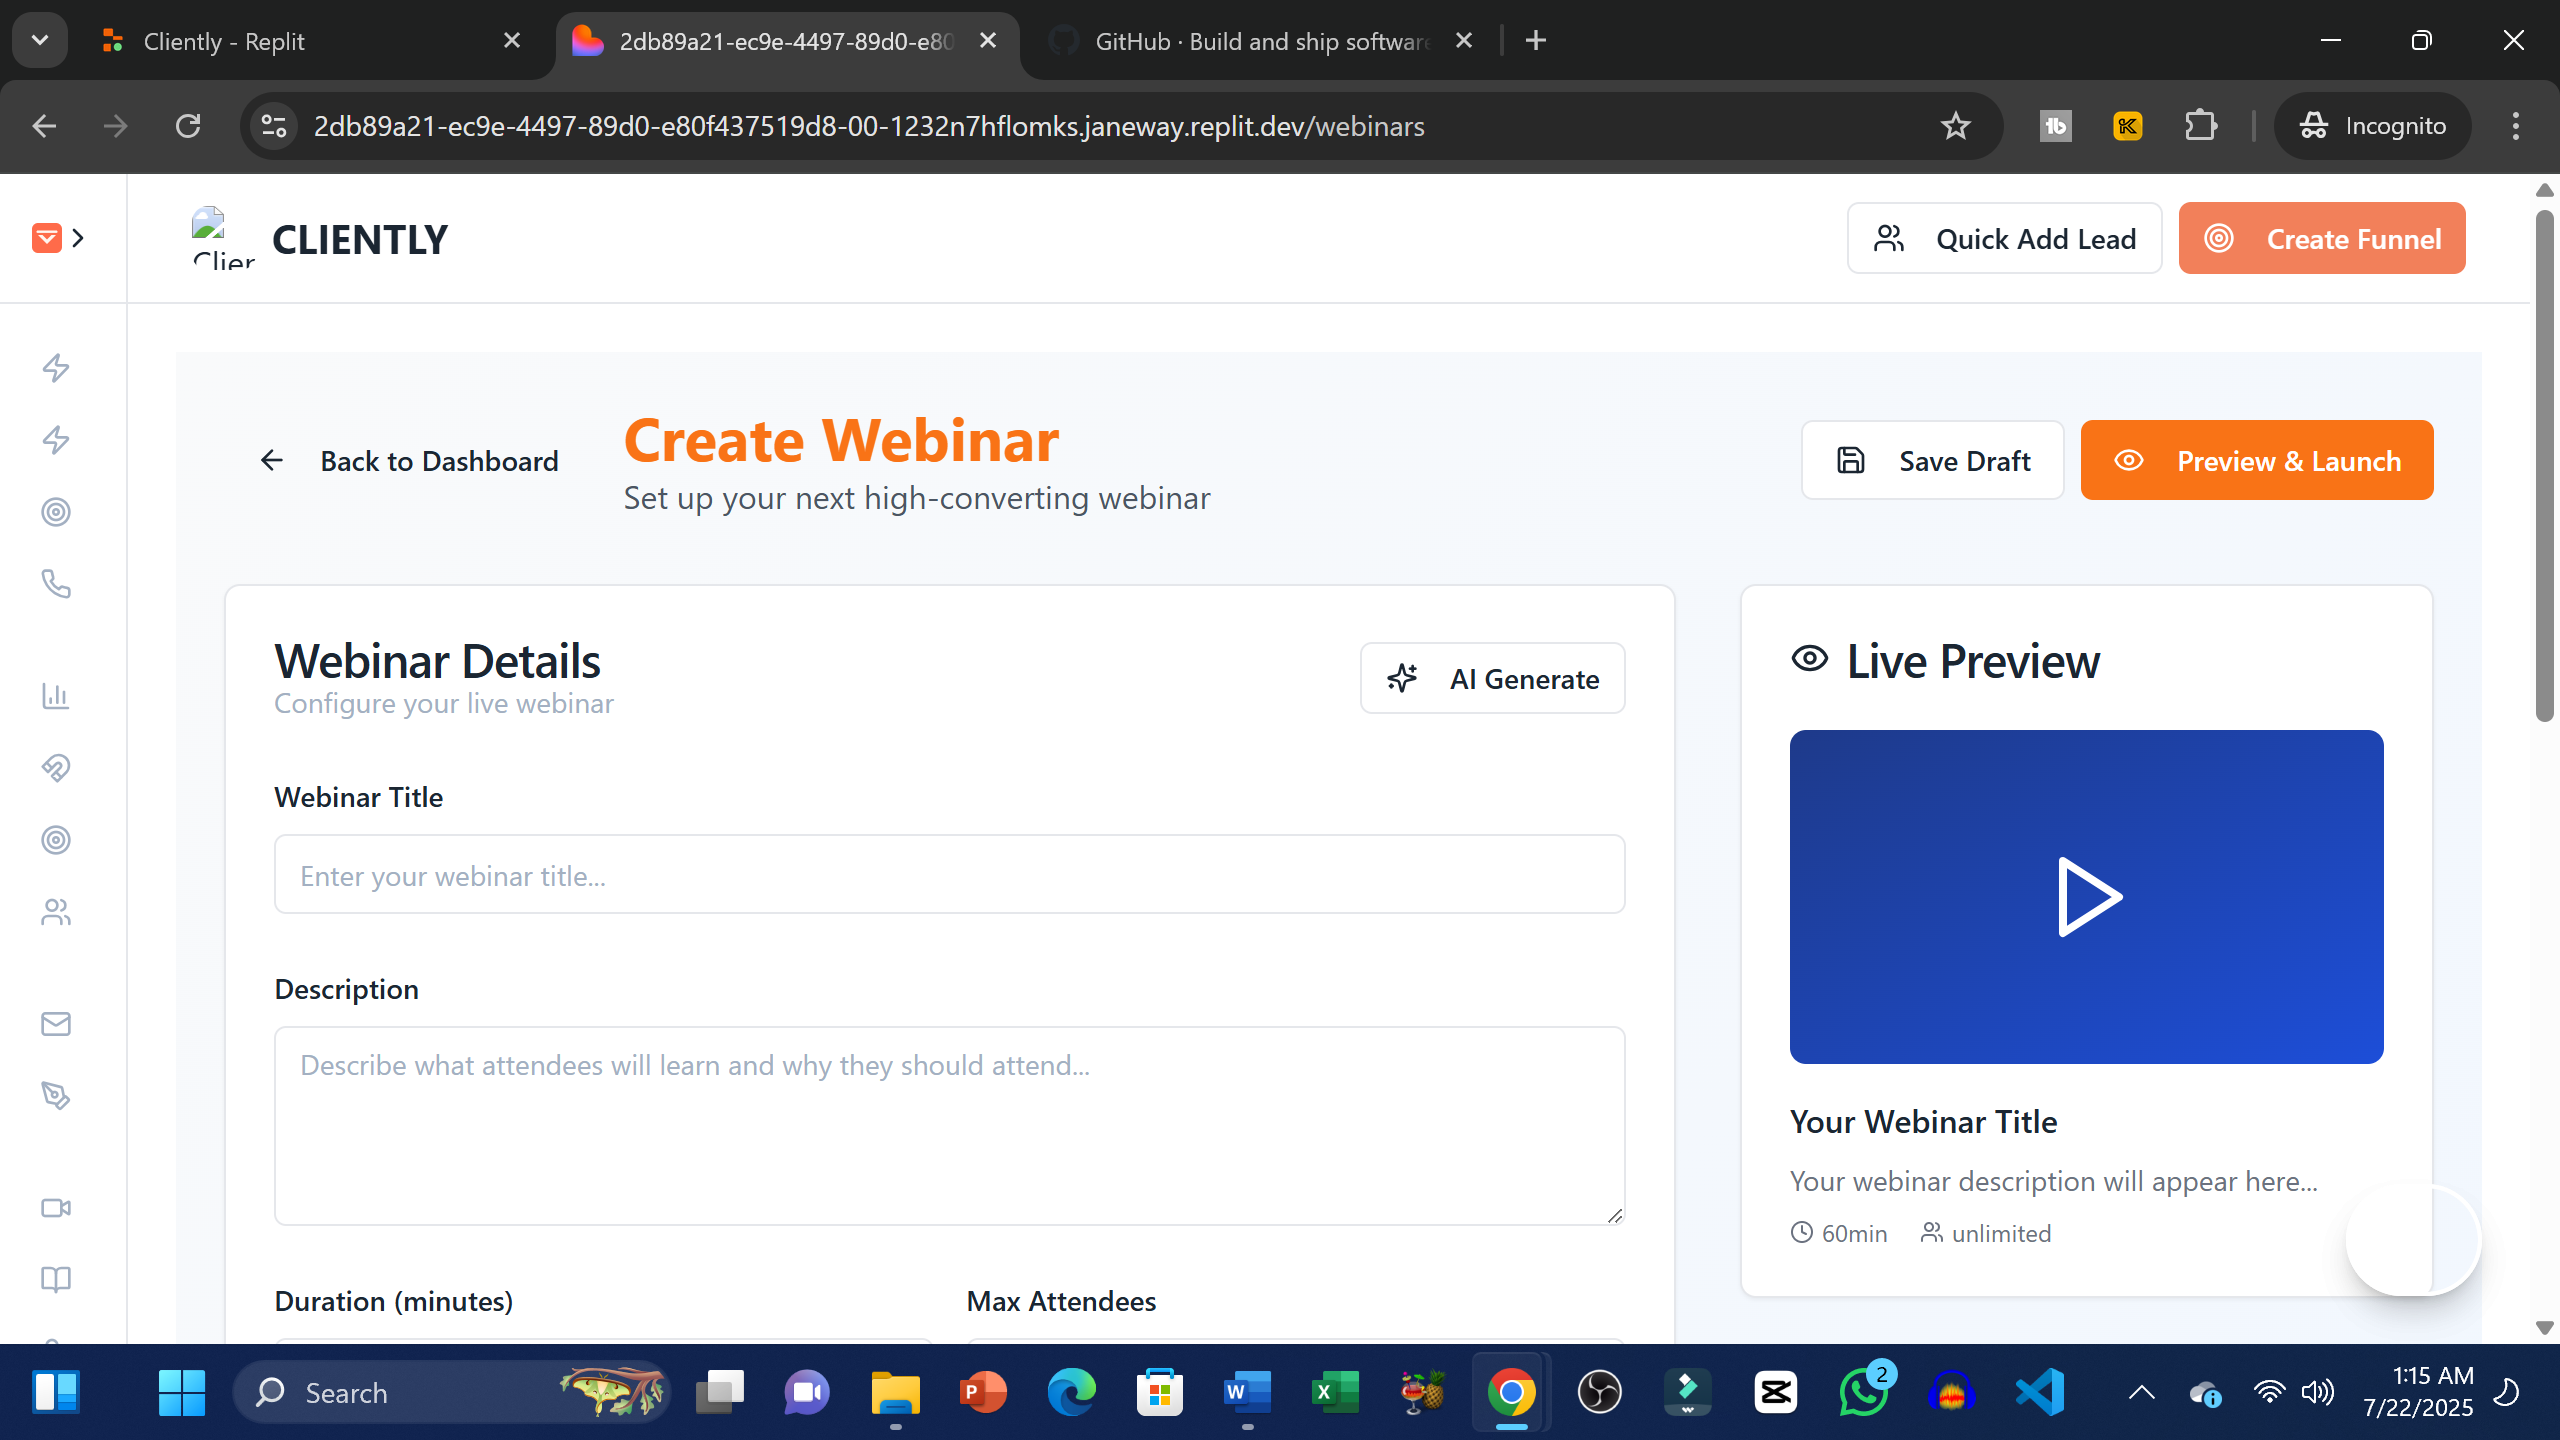 Cliently - Replit
2db89a21-ec9e-4497-89d0-e80
GitHub · Build and ship software
2db89a21-ec9e-4497-89d0-e80f437519d8-00-1232n7hflomks.janeway.replit.dev/webinars
Incognito
Clier
CLIENTLY
Quick Add Lead
Create Funnel
Back to Dashboard
Create Webinar
Set up your next high-converting webinar
Save Draft
Preview & Launch
Webinar Details
Configure your live webinar
AI Generate
Live Preview
Webinar Title
Enter your webinar title...
Description
Describe what attendees will learn and why they should attend...
Your Webinar Title
Your webinar description will appear here...
60min
unlimited
Duration (minutes)
Max Attendees
Search
2
1:15 AM
7/22/2025